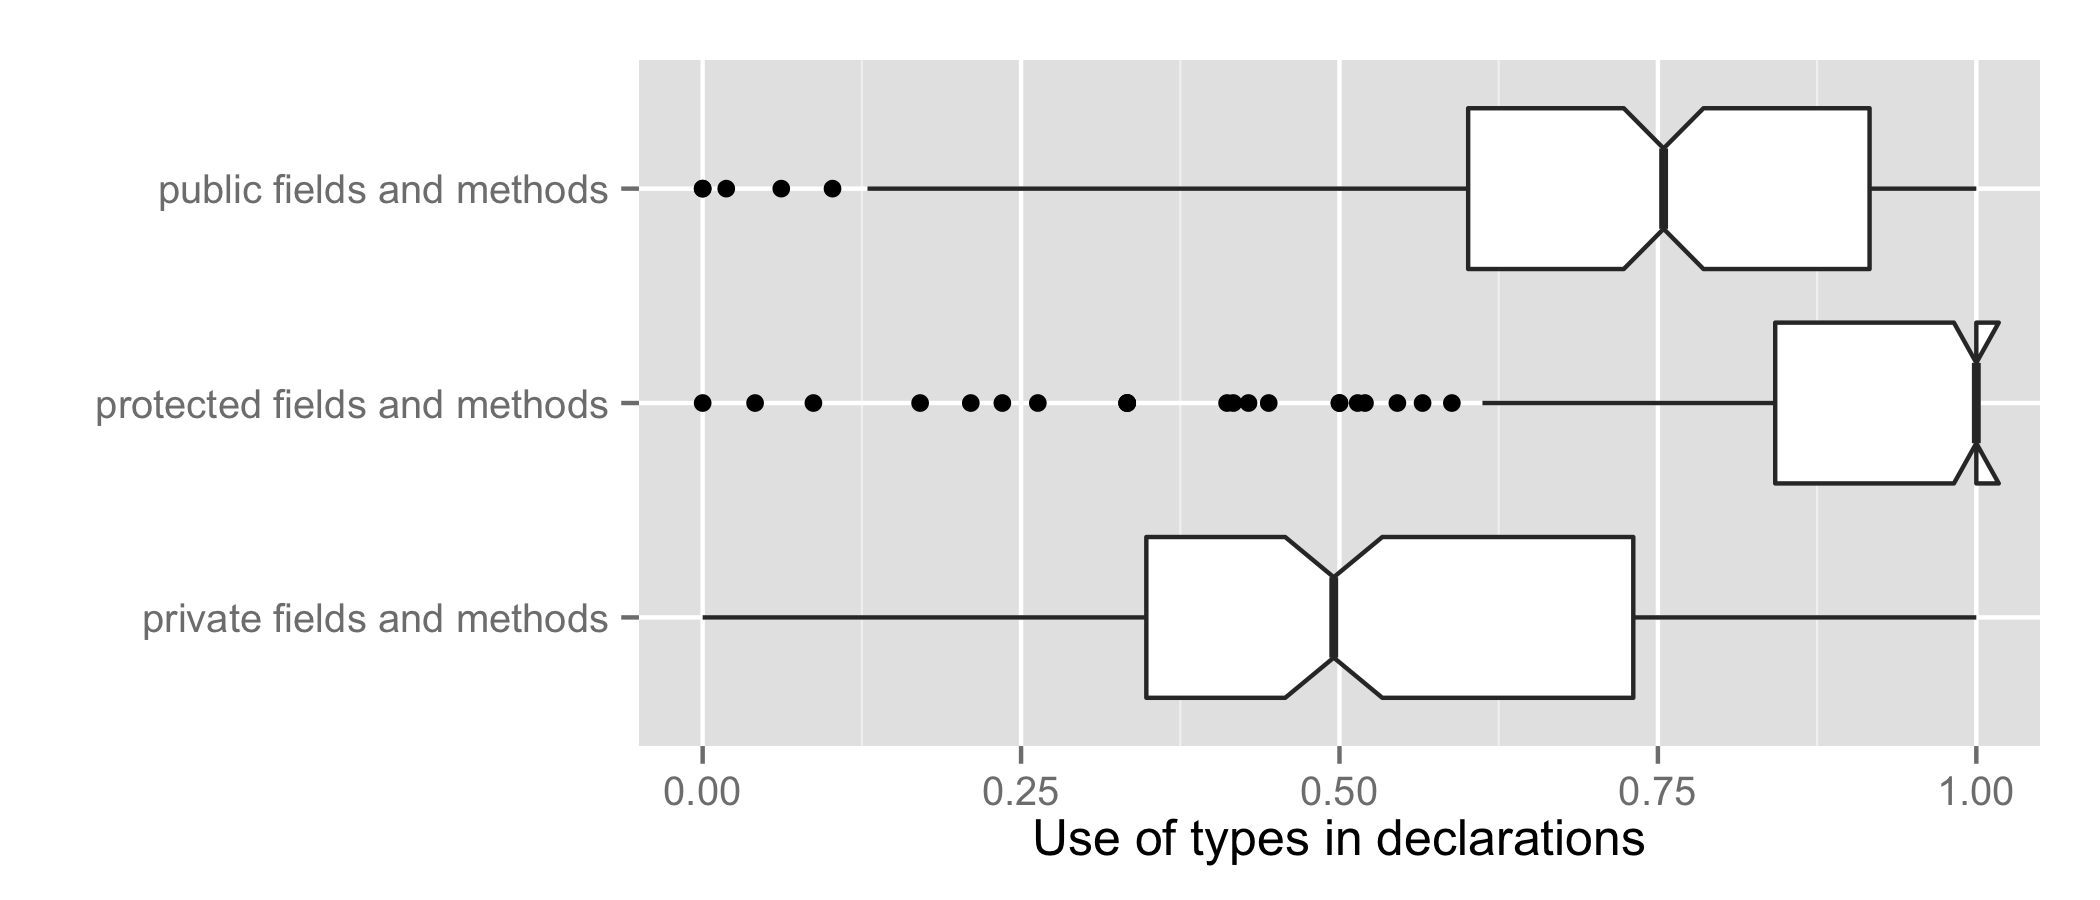 public fields and methods
protected fields and methods
private fields and methods
0.00 0.25 0.50 0.75 1.00
Use of types in declarations